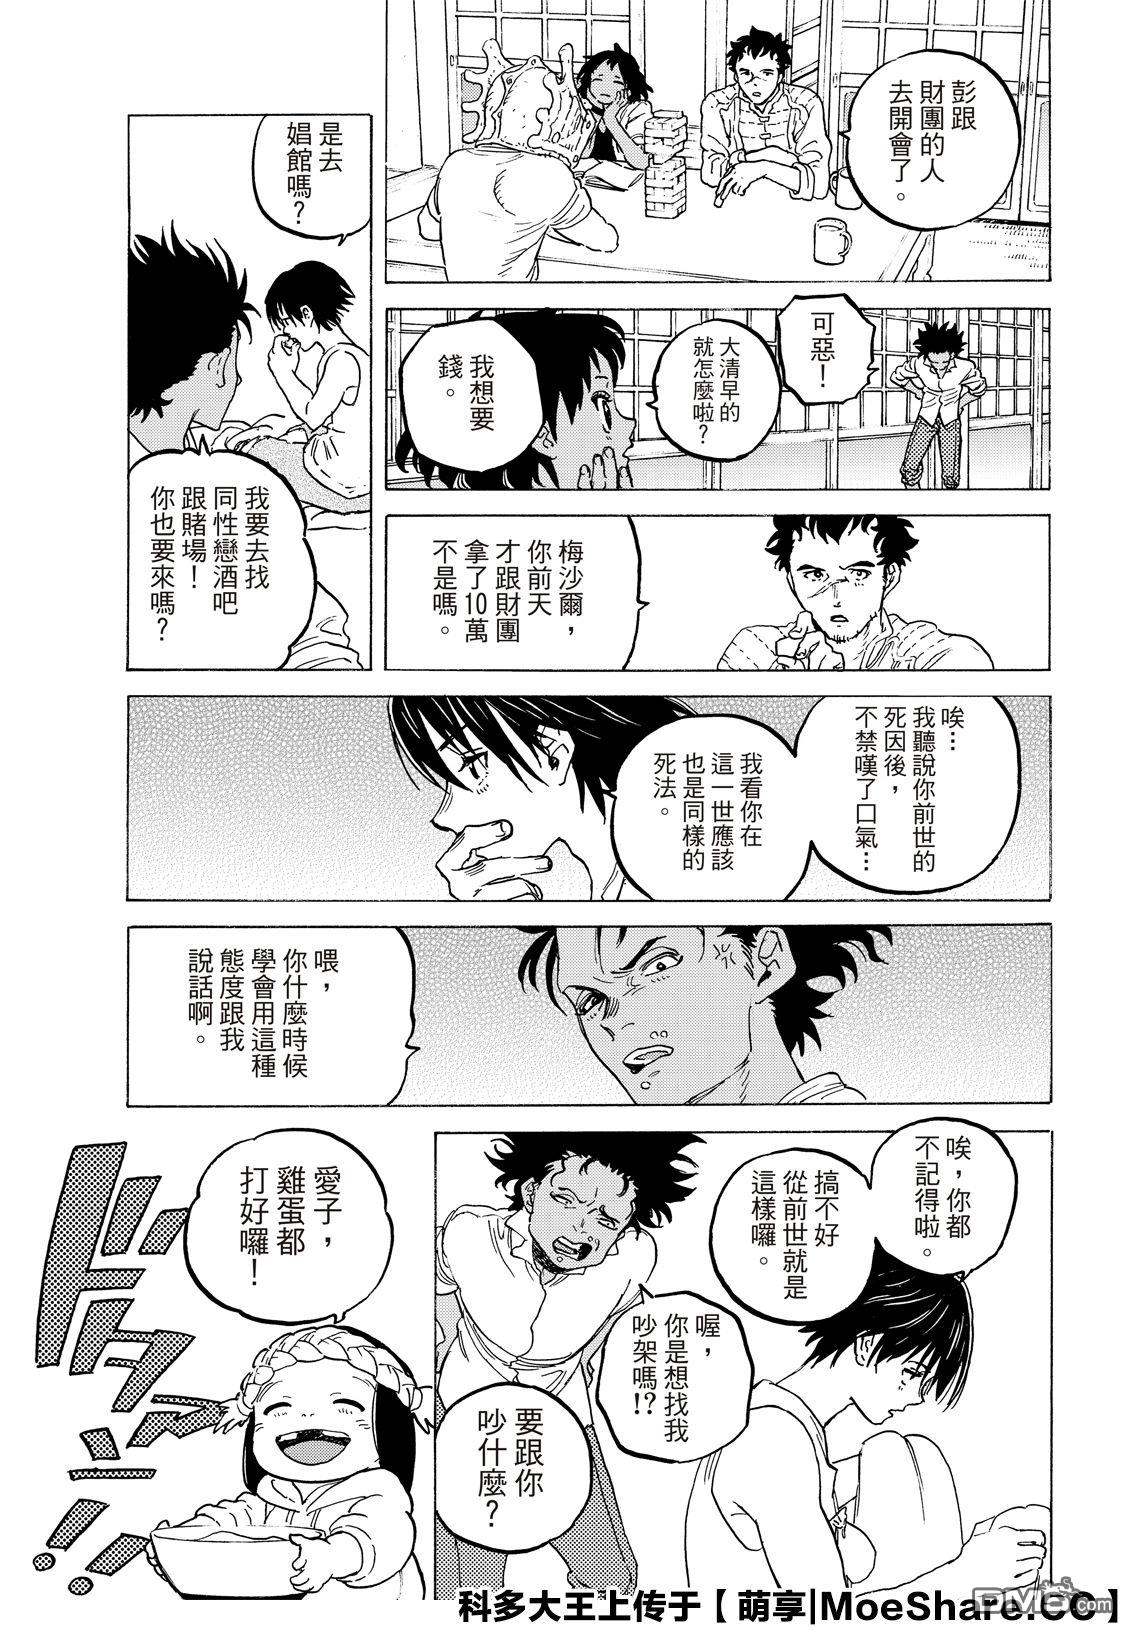 彭跟
財團的人
去開會了。
可惡！
大清早的
就怎麼啦？
我想要
錢。
梅沙爾，
你前天
才跟財團
拿了10萬
不是嗎。
是去
娼館嗎？
我要去找
同性戀酒吧
跟賭場！
你也要來嗎？
唉…
我聽說你前世的
死因後，
不禁嘆了口氣…
我看你在
這一世應該
也是同樣的
死法。
喂，
你什麼時候
學會用這種
態度跟我
說話啊。
唉，你都
不記得啦。
搞不好
從前世就是
這樣囉。
喔，
你是想找我
吵架嗎!?
要跟你
吵什麼？
愛子，
雞蛋都
打好囉！
ドタァ
ン!!
科多大王上传于【萌享|MoeShare.CC】